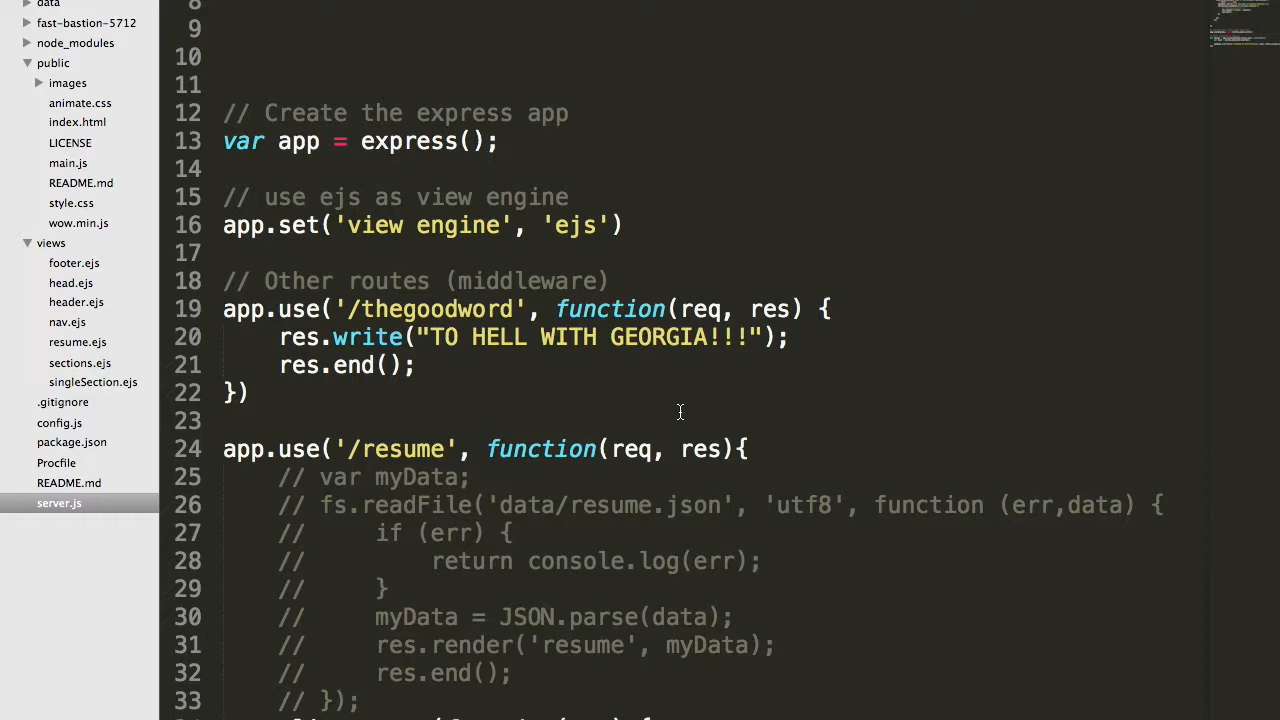 data
fast-bastion-5712
node_modules
public
images
animate.css
index.html
LICENSE
main.js
README.md
style.css
wow.min.js
views
footer.ejs
head.ejs
header.ejs
nav.ejs
resume.ejs
sections.ejs
singleSection.ejs
.gitignore
config.js
package.json
Procfile
README.md
server.js
8
9
10
11
12 // Create the express app
13 var app = express();
14
15 // use ejs as view engine
16 app.set('view engine', 'ejs')
17
18 // Other routes (middleware)
19 app.use('/thegoodword', function(req, res) {
20     res.write("TO HELL WITH GEORGIA!!!");
21     res.end();
22 })
23
24 app.use('/resume', function(req, res){
25     // var myData;
26     // fs.readFile('data/resume.json', 'utf8', function (err,data) {
27     //     if (err) {
28     //         return console.log(err);
29     //     }
30     //     myData = JSON.parse(data);
31     //     res.render('resume', myData);
32     //     res.end();
33     // });